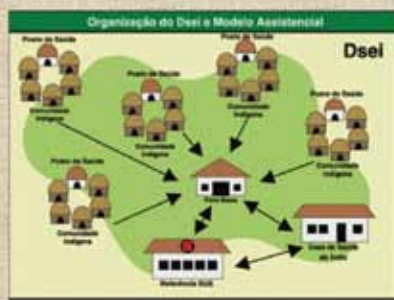 Organização do Dsei e Modelo Assistencial
Dsei
Posto de Saúde
Posto de Saúde
Posto de Saúde
Posto de Saúde
Posto de Saúde
Comunidade
Indígena
Comunidade
Indígena
Comunidade
Indígena
Comunidade
Indígena
Comunidade
Indígena
Pólo-Base
Casa de Saúde
do Índio
Referência SUS